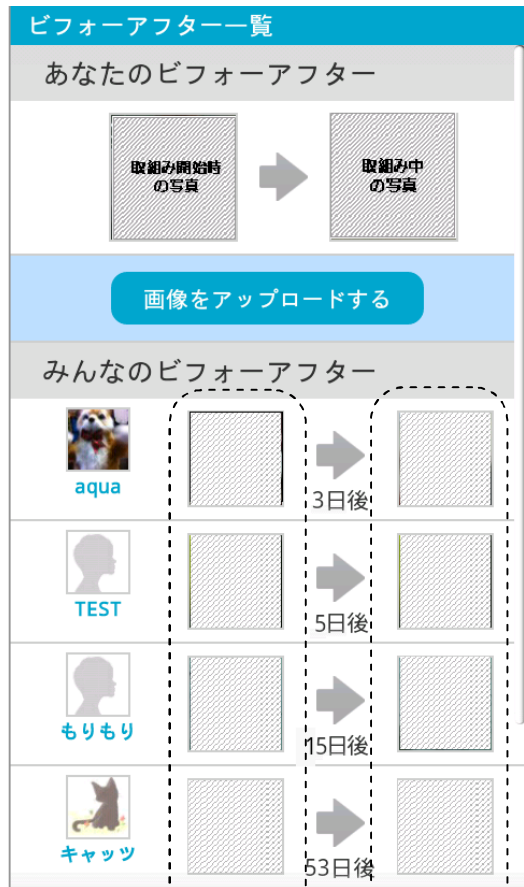 ビフォーアフター一覧
あなたのビフォーアフター
取組み開始時
の写真
取組み中
の写真
画像をアップロードする
みんなのビフォーアフター
aqua
3日後
TEST
5日後
もりもり
15日後
キャッツ
53日後